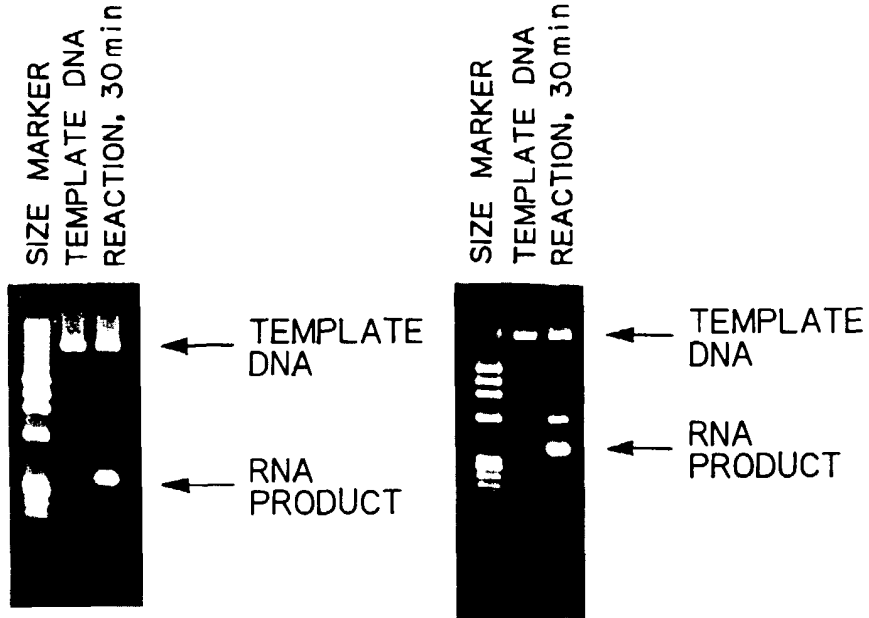 SIZE MARKER
TEMPLATE DNA
REACTION, 30min
TEMPLATE
DNA
RNA
PRODUCT
SIZE MARKER
TEMPLATE DNA
REACTION, 30min
TEMPLATE
DNA
RNA
PRODUCT